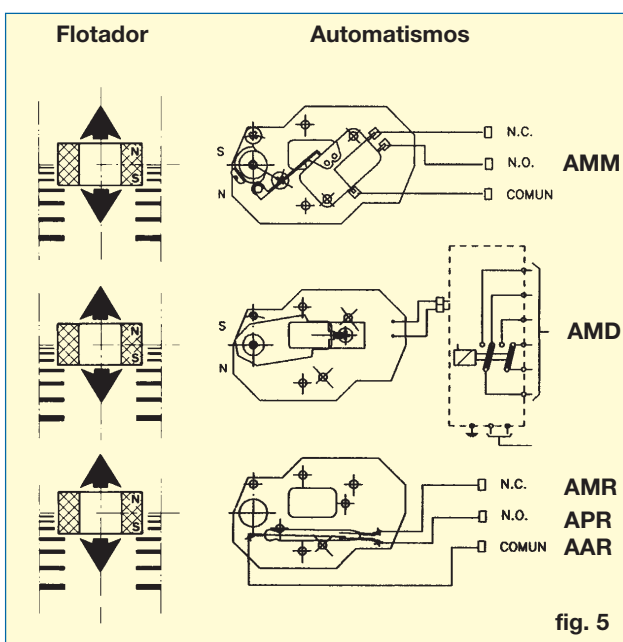 Flotador Automatismos
N
S
S
N
N.C.
N.O.
COMUN
AMM
N
S
S
N
AMD
N
S
N.C.
N.O.
COMUN
AMR
APR
AAR
fig. 5